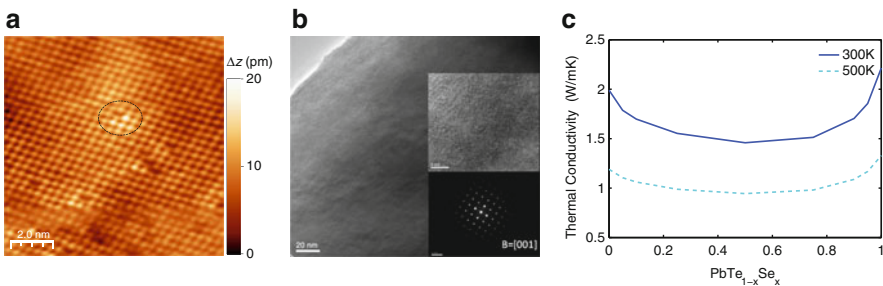 a
Δz (pm)
20
10
0
2.0 nm
b
20 nm
B=[001]
c
2.5
2
1.5
1
0.5
Thermal Conductivity (W/mK)
300K
500K
0
0.2
0.4
0.6
0.8
1
PbTe1−xSex